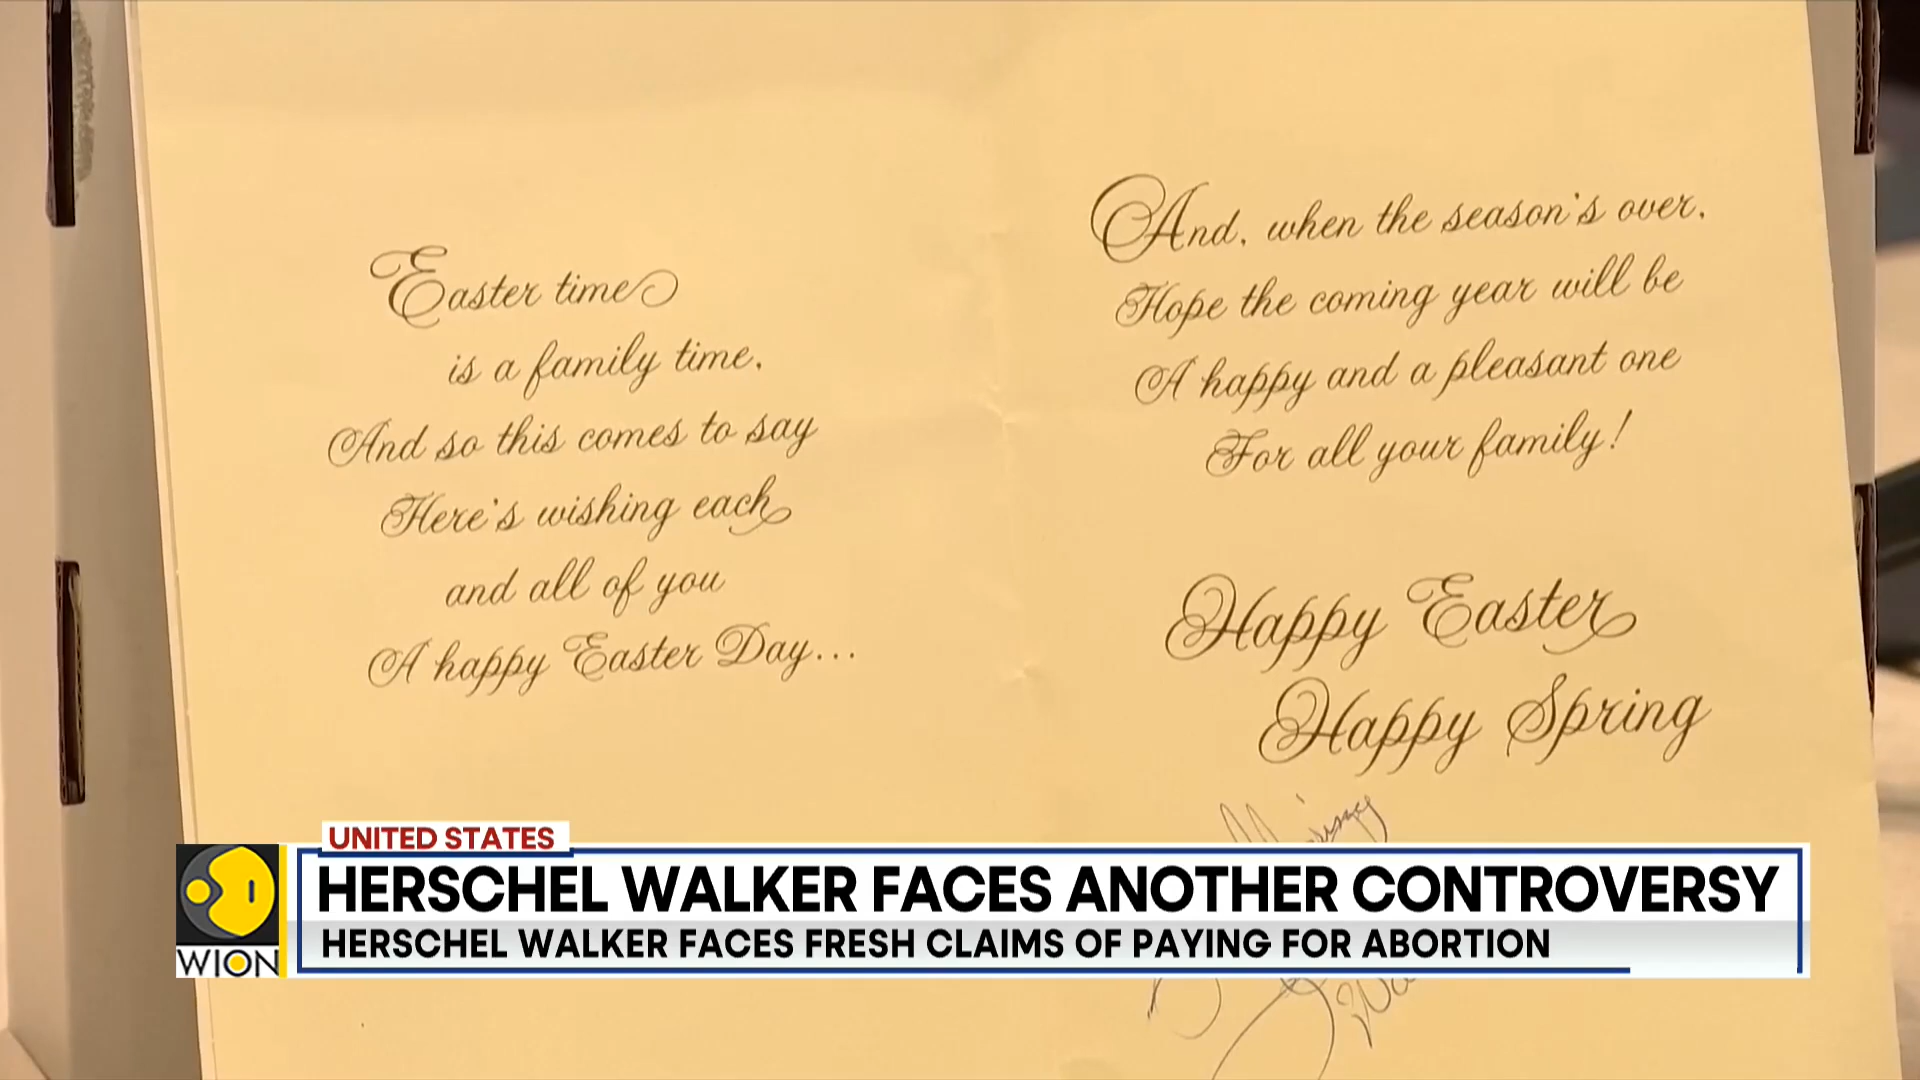 Easter time
is a family time,
And so this comes to say
Here's wishing each
and all of you
A happy Easter Day...
And, when the season's over,
Hope the coming year will be
A happy and a pleasant one
For all your family!
Happy Easter
Happy Spring
UNITED STATES
HERSCHEL WALKER FACES ANOTHER CONTROVERSY
HERSCHEL WALKER FACES FRESH CLAIMS OF PAYING FOR ABORTION
WION